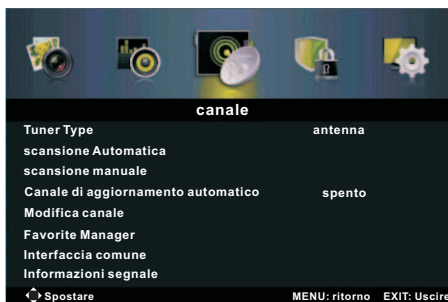 canale
Tuner Type antenna
scansione Automatica
scansione manuale
Canale di aggiornamento automatico spento
Modifica canale
Favorite Manager
Interfaccia comune
Informazioni segnale
Spostare MENU: ritorno EXIT: Uscire